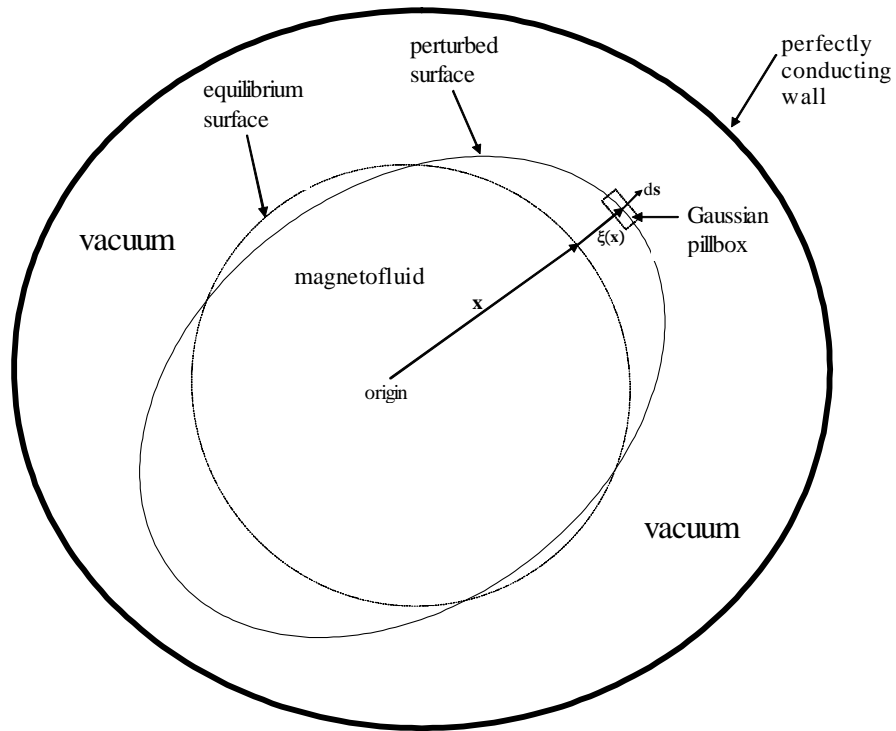 perturbed
surface
perfectly
conducting
wall
equilibrium
surface
ds
Gaussian
pillbox
ξ(x)
vacuum
magnetofluid
x
origin
vacuum